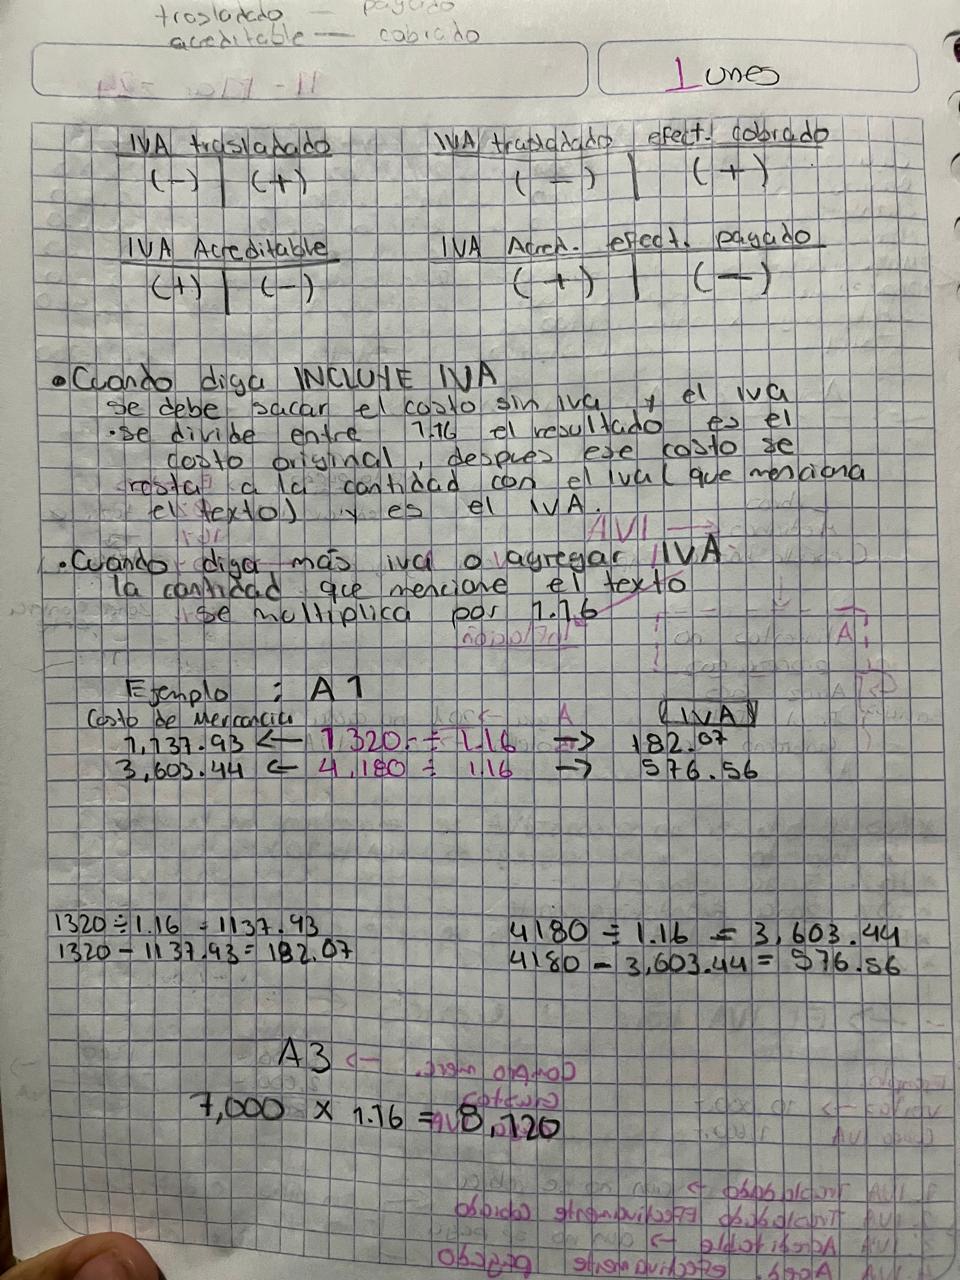 trasladado — pagado
acreditable — cobrado
Lunes
IVA trasladado
(-) | (+)
IVA trasladado efect. cobrado
(-) | (+)
IVA Acreditable
(+) | (-)
IVA Acred. efect. pagado
(+) | (-)
• Cuando diga INCLUYE IVA
se debe sacar el costo sin iva y el iva
· se divide entre 1.16 el resultado es el
costo original, despues ese costo se
resta a la cantidad con el iva (que menciona
el texto) y es el IVA.
· Cuando diga más iva o agregar IVA
la cantidad que mencione el texto
se multiplica por 1.16
Ejemplo : A1
Costo de Mercancia (IVA)
1,137.93 ← 1,320. ÷ 1.16 → 182.07
3,603.44 ← 4,180 ÷ 1.16 → 576.56
1320 ÷ 1.16 = 1137.93
1320 - 1137.93 = 182.07
4180 ÷ 1.16 = 3,603.44
4180 - 3,603.44 = 576.56
A3
7,000 x 1.16 = 8,120